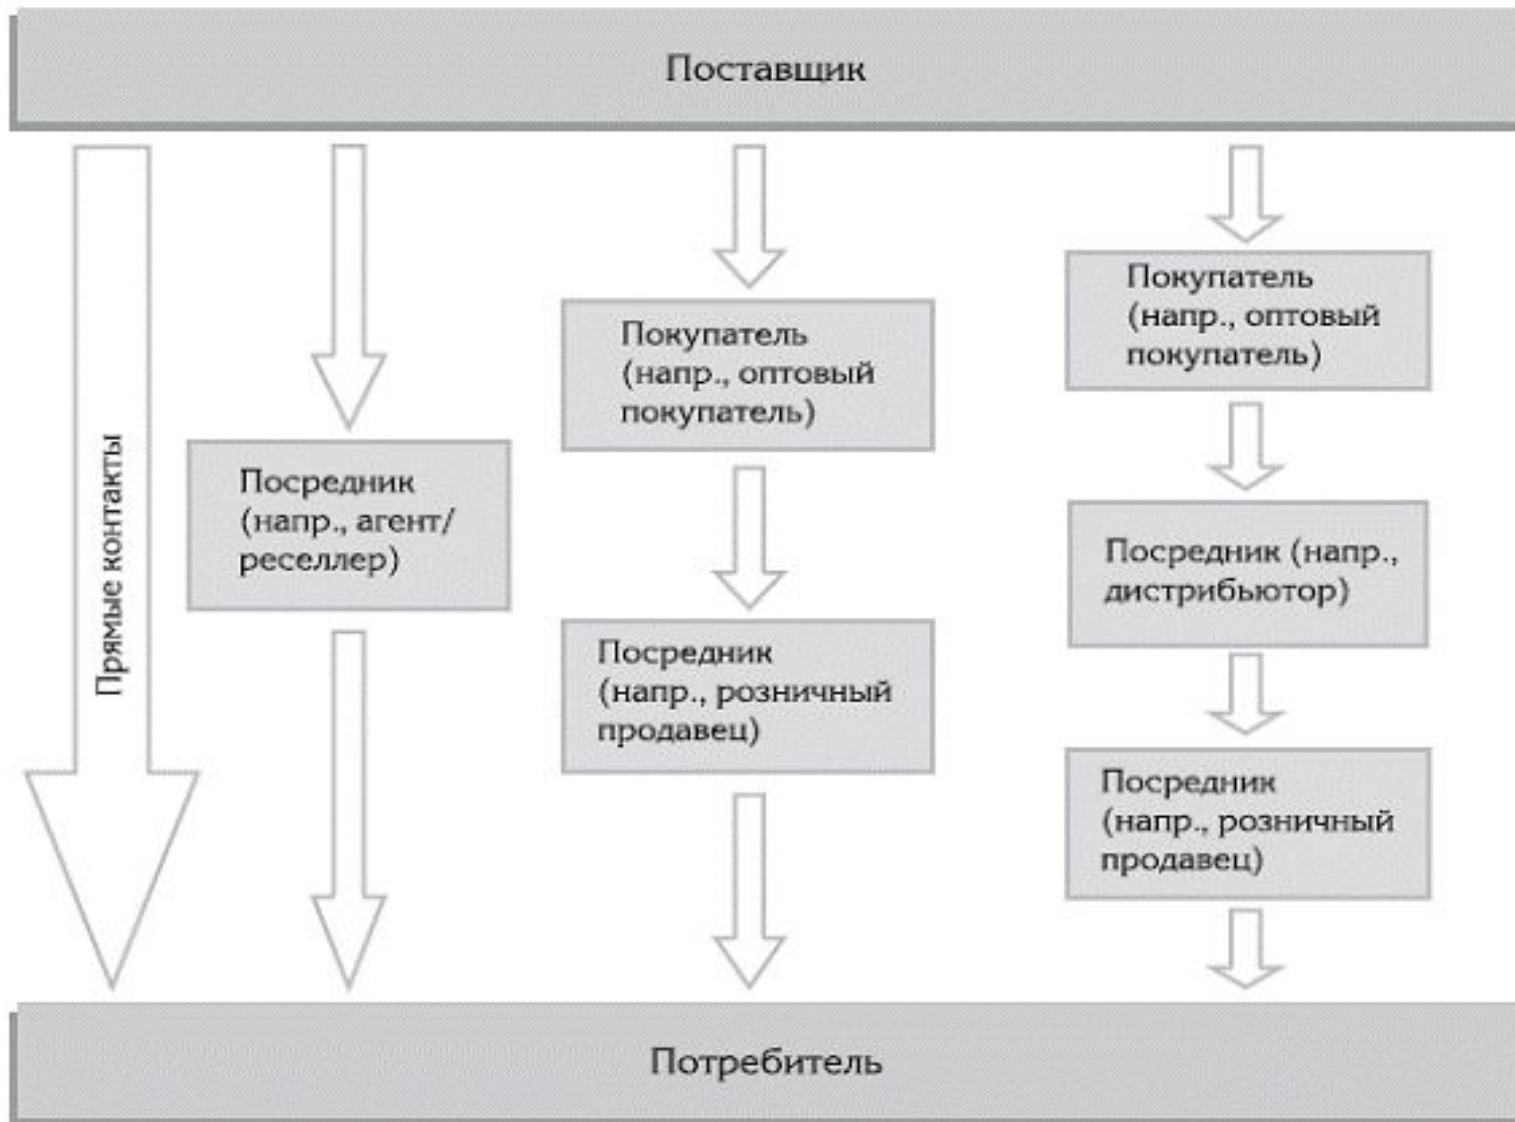 Поставщик
Прямые контакты
Посредник
(напр., агент/
реселлер)
Покупатель
(напр., оптовый
покупатель)
Посредник
(напр., розничный
продавец)
Покупатель
(напр., оптовый
покупатель)
Посредник (напр.,
дистрибьютор)
Посредник
(напр., розничный
продавец)
Потребитель